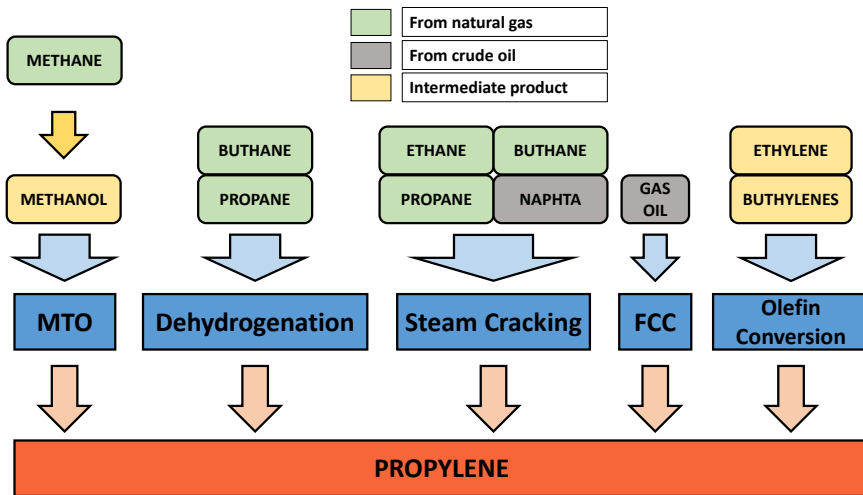 From natural gas
From crude oil
Intermediate product
METHANE
BUTHANE
ETHANE
BUTHANE
ETHYLENE
METHANOL
PROPANE
PROPANE
NAPHTA
GAS
OIL
BUTHYLENES
MTO
Dehydrogenation
Steam Cracking
FCC
Olefin
Conversion
PROPYLENE